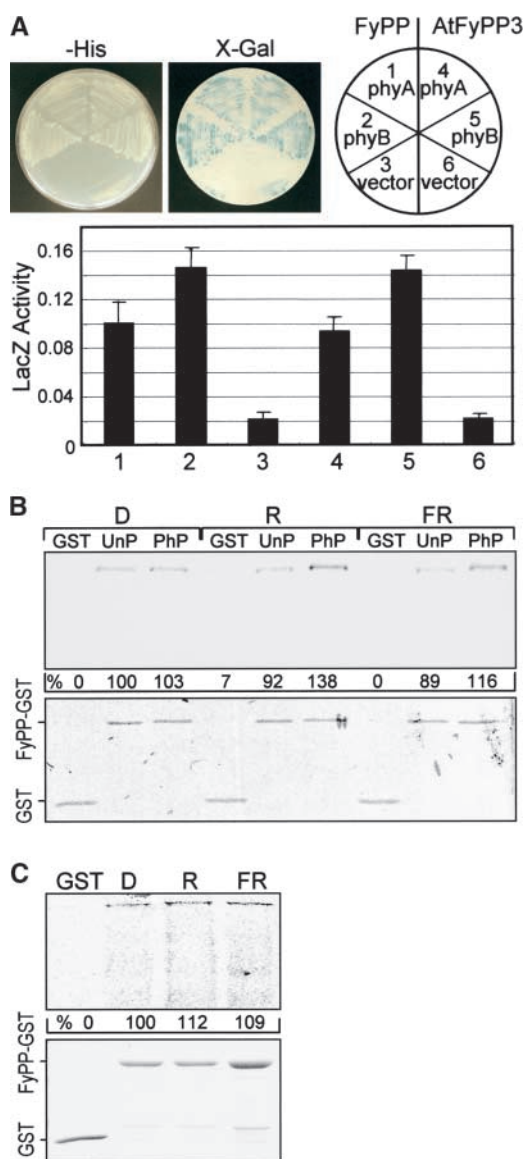 A
-His
X-Gal
FyPP
AtFyPP3
1
phyA
4
phyA
2
phyB
5
phyB
3
vector
6
vector
LacZ Activity
0.16
0.12
0.08
0.04
0
1 2 3 4 5 6
B
D R FR
GST UnP PhP GST UnP PhP GST UnP PhP
% 0 100 103 7 92 138 0 89 116
FyPP-GST
GST
C
GST D R FR
% 0 100 112 109
FyPP-GST
GST